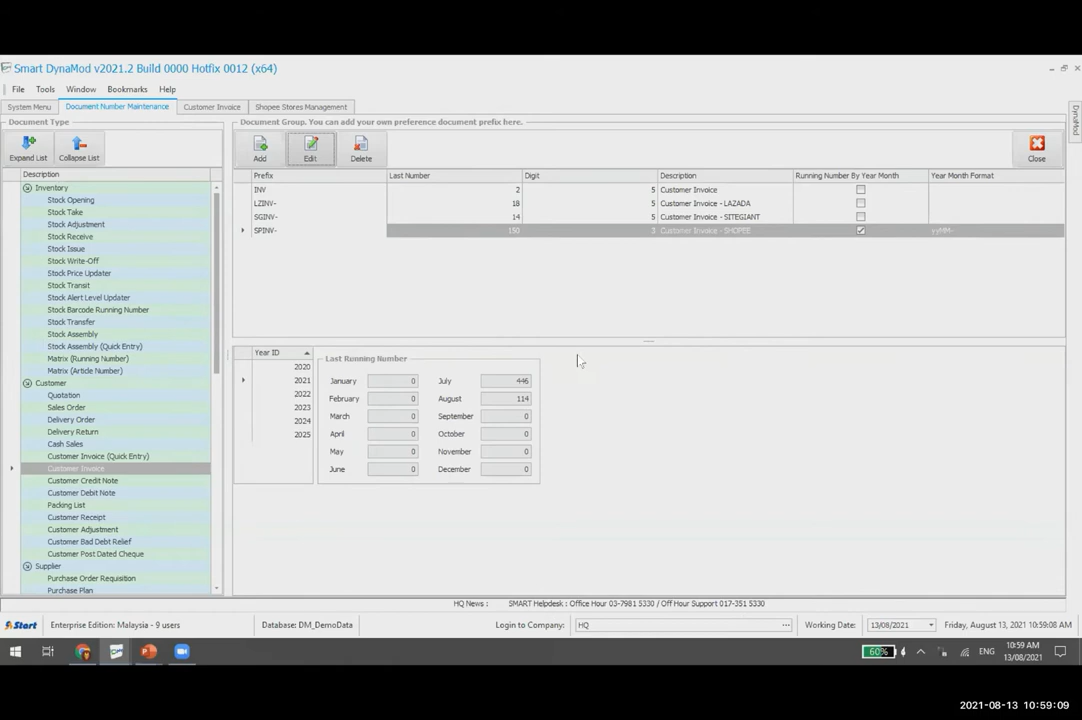 Smart DynaMod v2021.2 Build 0000 Hotfix 0012 (x64)
File Tools Window Bookmarks Help
System Menu Document Number Maintenance Customer Invoice Shopee Stores Management
DynaMod
Document Type
Expand List Collapse List
Description
Inventory
Stock Opening
Stock Take
Stock Adjustment
Stock Receive
Stock Issue
Stock Write-Off
Stock Price Updater
Stock Transit
Stock Alert Level Updater
Stock Barcode Running Number
Stock Transfer
Stock Assembly
Stock Assembly (Quick Entry)
Matrix (Running Number)
Matrix (Article Number)
Customer
Quotation
Sales Order
Delivery Order
Delivery Return
Cash Sales
Customer Invoice (Quick Entry)
Customer Invoice
Customer Credit Note
Customer Debit Note
Packing List
Customer Receipt
Customer Adjustment
Customer Bad Debt Relief
Customer Post Dated Cheque
Supplier
Purchase Order Requisition
Purchase Plan
Document Group. You can add your own preference document prefix here.
Add Edit Delete Close
Prefix Last Number Digit Description Running Number By Year Month Year Month Format
INV 2 5 Customer Invoice
LZINV- 18 5 Customer Invoice - LAZADA
SGINV- 14 5 Customer Invoice - SITEGIANT
SPINV- 150 3 Customer Invoice - SHOPEE yyMM-
Year ID
2020
2021
2022
2023
2024
2025
Last Running Number
January 0 July 446
February 0 August 114
March 0 September 0
April 0 October 0
May 0 November 0
June 0 December 0
HQ News : SMART Helpdesk : Office Hour 03-7981 5330 / Off Hour Support 017-351 5330
Start Enterprise Edition: Malaysia - 9 users Database: DM_DemoData Login to Company: HQ Working Date: 13/08/2021 Friday, August 13, 2021 10:59:08 AM
60% ENG 10:59 AM
13/08/2021
2021-08-13 10:59:09